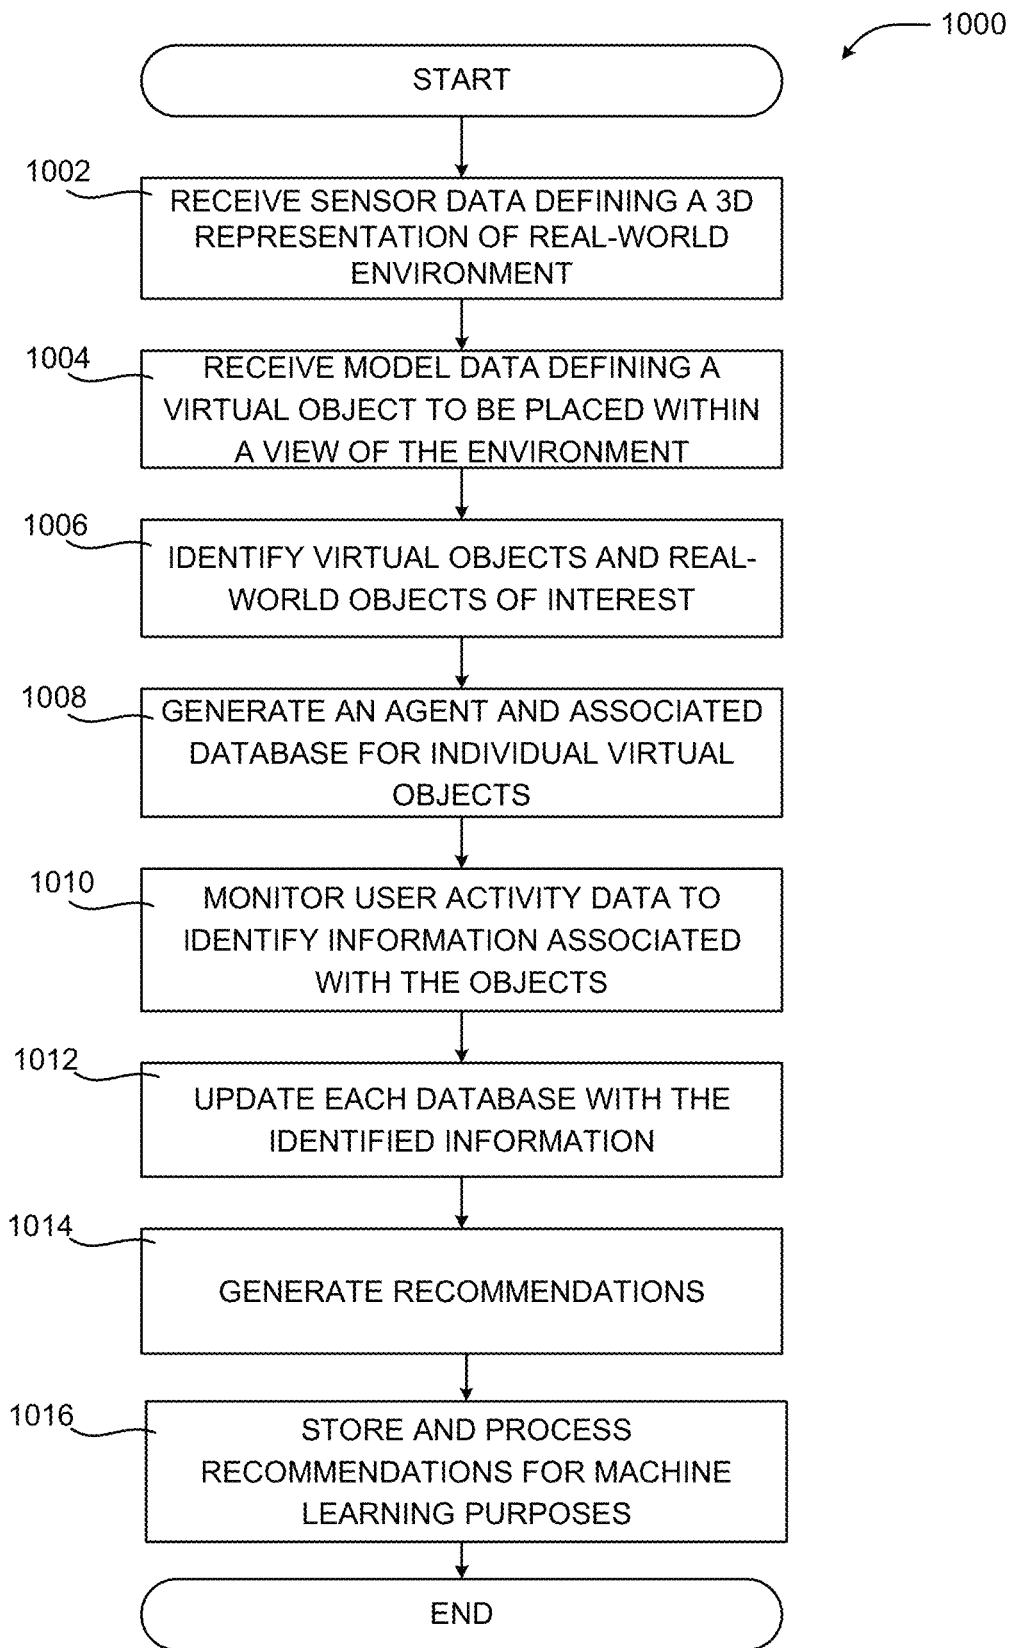 1000
START
1002
RECEIVE SENSOR DATA DEFINING A 3D
REPRESENTATION OF REAL-WORLD
ENVIRONMENT
1004
RECEIVE MODEL DATA DEFINING A
VIRTUAL OBJECT TO BE PLACED WITHIN
A VIEW OF THE ENVIRONMENT
1006
IDENTIFY VIRTUAL OBJECTS AND REAL-
WORLD OBJECTS OF INTEREST
1008
GENERATE AN AGENT AND ASSOCIATED
DATABASE FOR INDIVIDUAL VIRTUAL
OBJECTS
1010
MONITOR USER ACTIVITY DATA TO
IDENTIFY INFORMATION ASSOCIATED
WITH THE OBJECTS
1012
UPDATE EACH DATABASE WITH THE
IDENTIFIED INFORMATION
1014
GENERATE RECOMMENDATIONS
1016
STORE AND PROCESS
RECOMMENDATIONS FOR MACHINE
LEARNING PURPOSES
END